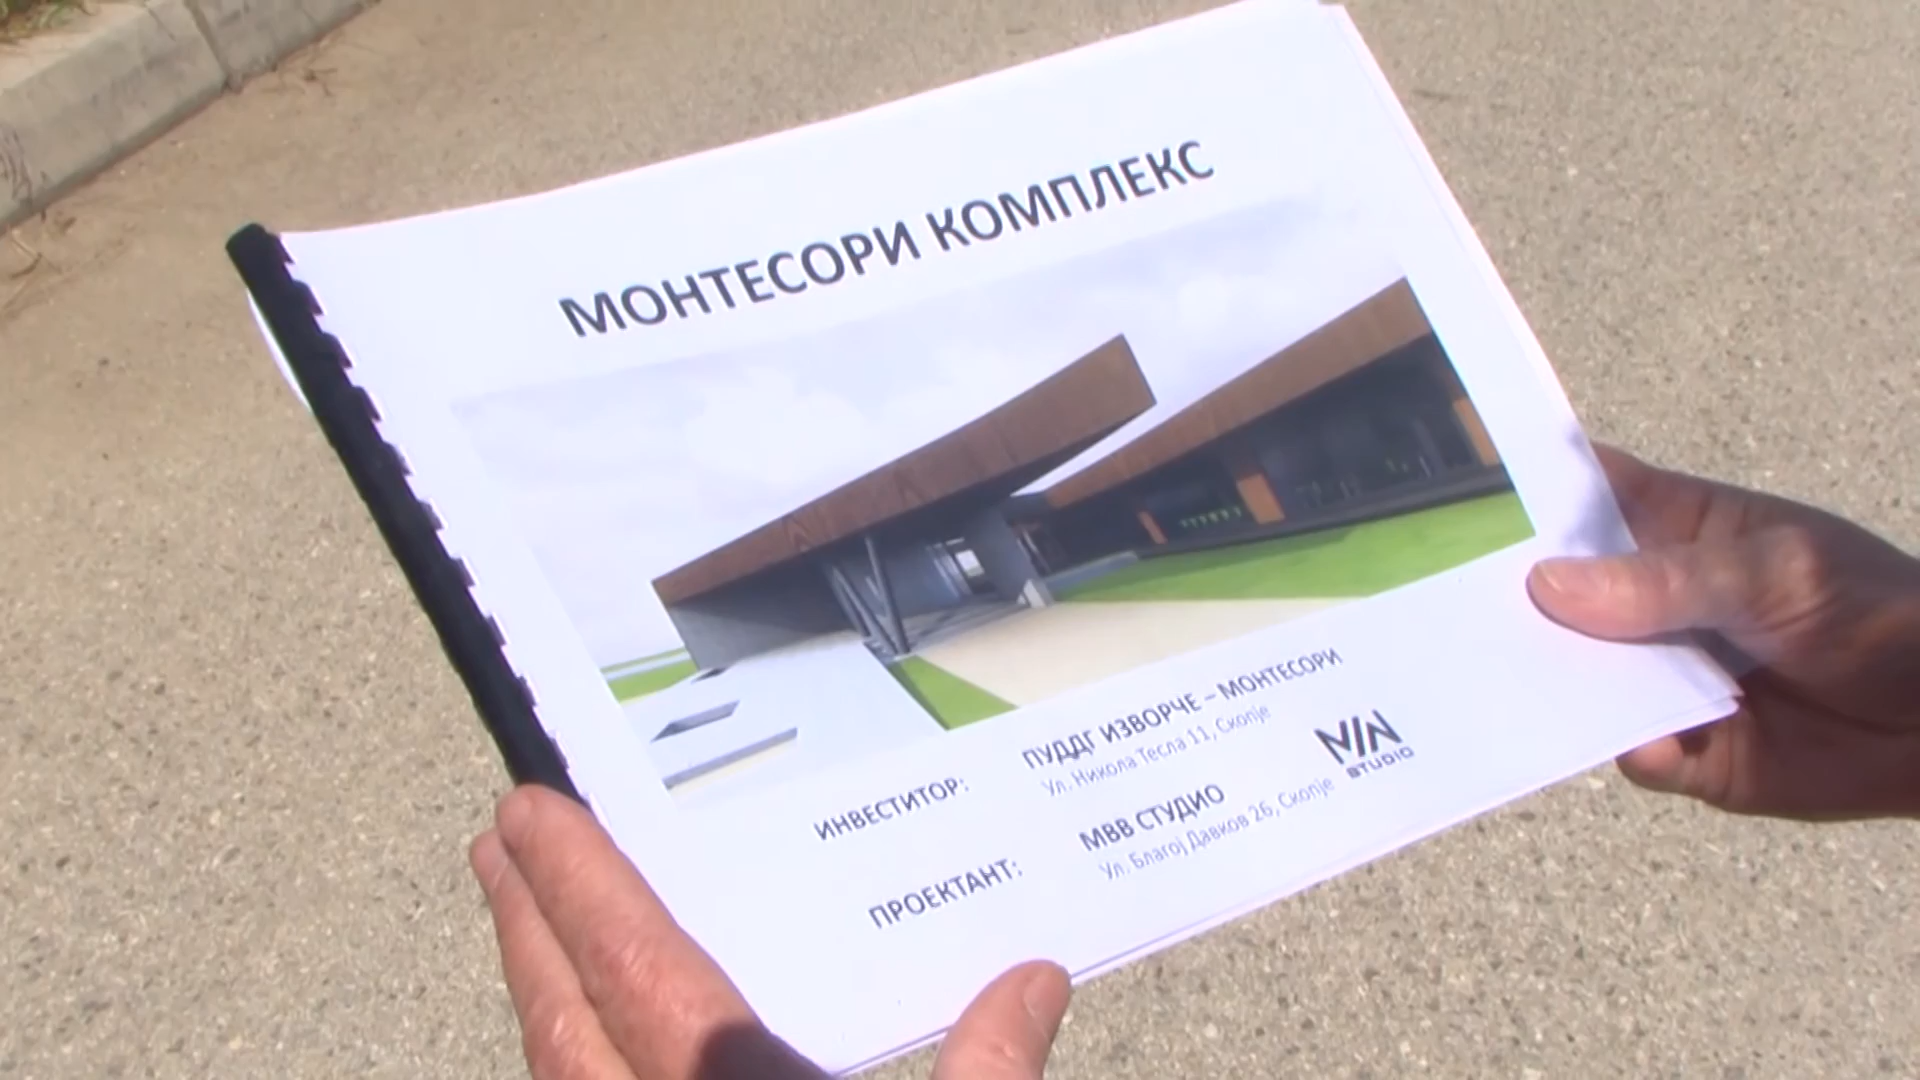 МОНТЕСОРИ КОМПЛЕКС
ИНВЕСТИТОР:
ПУДДГ ИЗВОРЧЕ – МОНТЕСОРИ
Ул. Никола Тесла 11, Скопје
ПРОЕКТАНТ:
МВВ СТУДИО
Ул. Благој Давков 26, Скопје
STUDIO